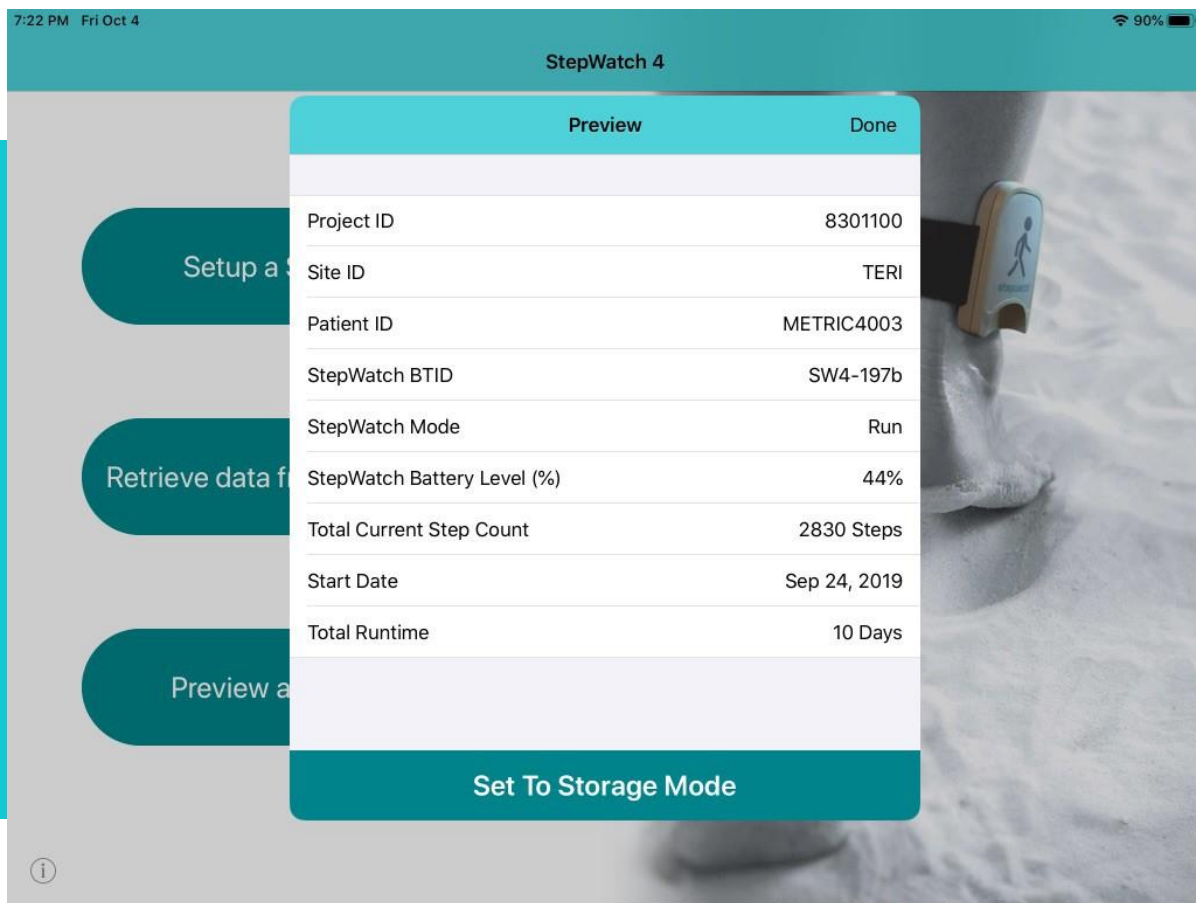 7:22 PM Fri Oct 4
90%
StepWatch 4
Preview
Done
Setup a
Retrieve data f
Preview a
Project ID 8301100
Site ID TERI
Patient ID METRIC4003
StepWatch BTID SW4-197b
StepWatch Mode Run
StepWatch Battery Level (%) 44%
Total Current Step Count 2830 Steps
Start Date Sep 24, 2019
Total Runtime 10 Days
Set To Storage Mode
stepwatch